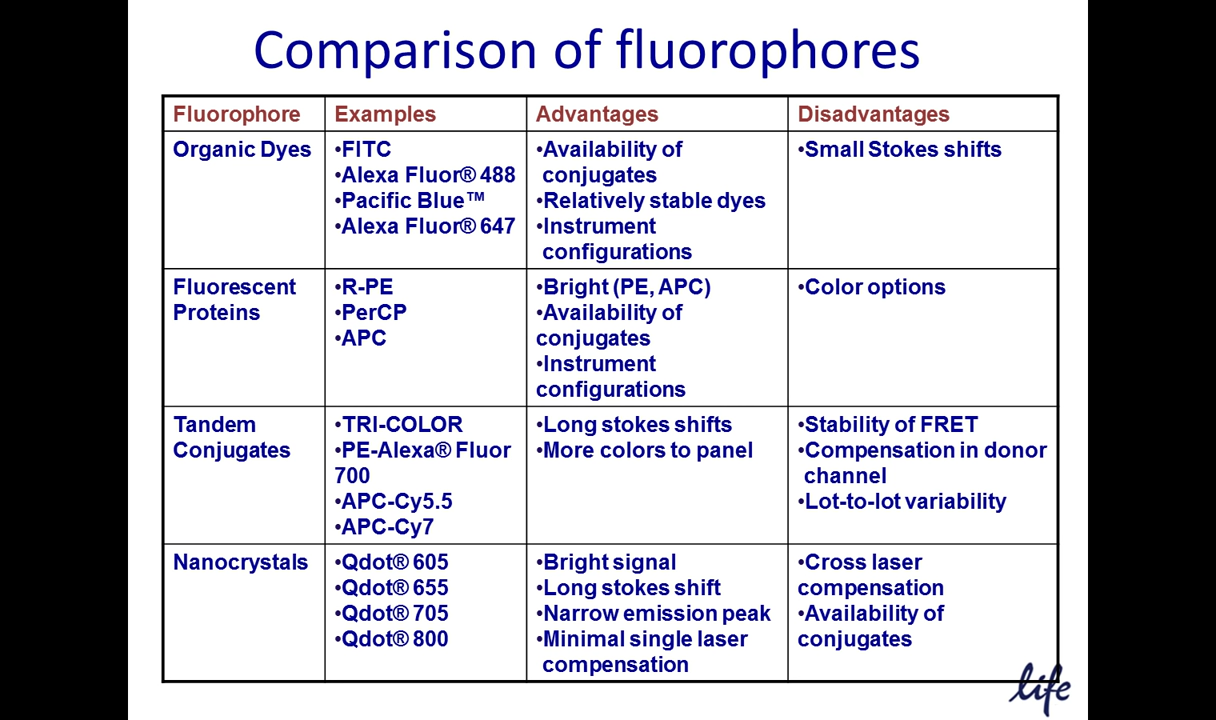 Comparison of fluorophores
Fluorophore Examples Advantages Disadvantages
Organic Dyes
•FITC
•Alexa Fluor® 488
•Pacific Blue™
•Alexa Fluor® 647
•Availability of
conjugates
•Relatively stable dyes
•Instrument
configurations
•Small Stokes shifts
Fluorescent
Proteins
•R-PE
•PerCP
•APC
•Bright (PE, APC)
•Availability of
conjugates
•Instrument
configurations
•Color options
Tandem
Conjugates
•TRI-COLOR
•PE-Alexa® Fluor
700
•APC-Cy5.5
•APC-Cy7
•Long stokes shifts
•More colors to panel
•Stability of FRET
•Compensation in donor
channel
•Lot-to-lot variability
Nanocrystals
•Qdot® 605
•Qdot® 655
•Qdot® 705
•Qdot® 800
•Bright signal
•Long stokes shift
•Narrow emission peak
•Minimal single laser
compensation
•Cross laser
compensation
•Availability of
conjugates
life